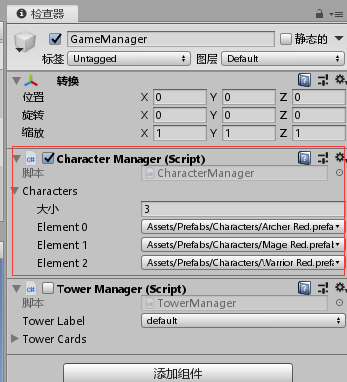 检查器
GameManager
静态的
标签 Untagged 图层 Default
转换
位置 X 0 Y 0 Z 0
旋转 X 0 Y 0 Z 0
缩放 X 1 Y 1 Z 1
Character Manager (Script)
脚本 CharacterManager
Characters
大小 3
Element 0 Assets/Prefabs/Characters/Archer Red.prefa
Element 1 Assets/Prefabs/Characters/Mage Red.prefal
Element 2 Assets/Prefabs/Characters/Warrior Red.prefa
Tower Manager (Script)
脚本 TowerManager
Tower Label default
Tower Cards
添加组件